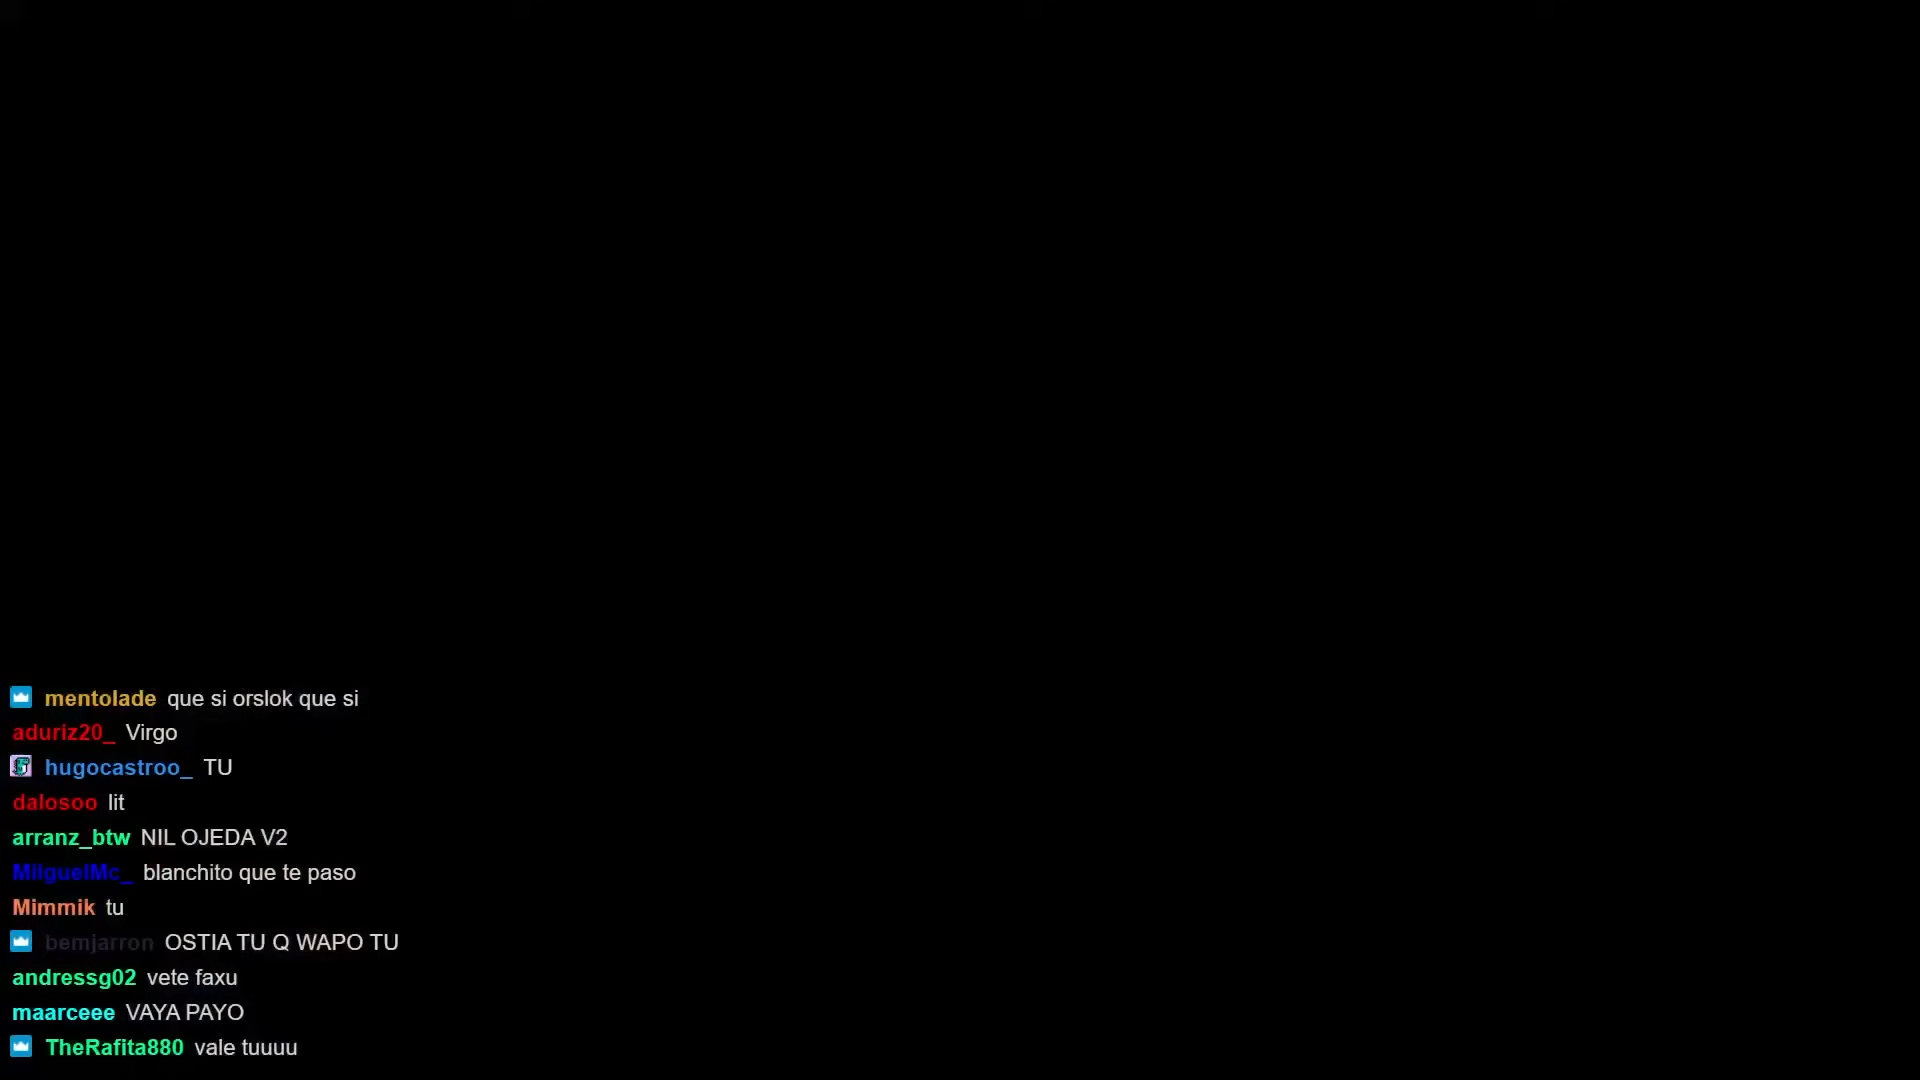 mentolade que si orslok que si
aduriz20_ Virgo
hugocastroo_ TU
dalosoo lit
arranz_btw NIL OJEDA V2
MilguelMc_ blanchito que te paso
Mimmik tu
bemjarron OSTIA TU Q WAPO TU
andressg02 vete faxu
maarceee VAYA PAYO
TheRafita880 vale tuuuu